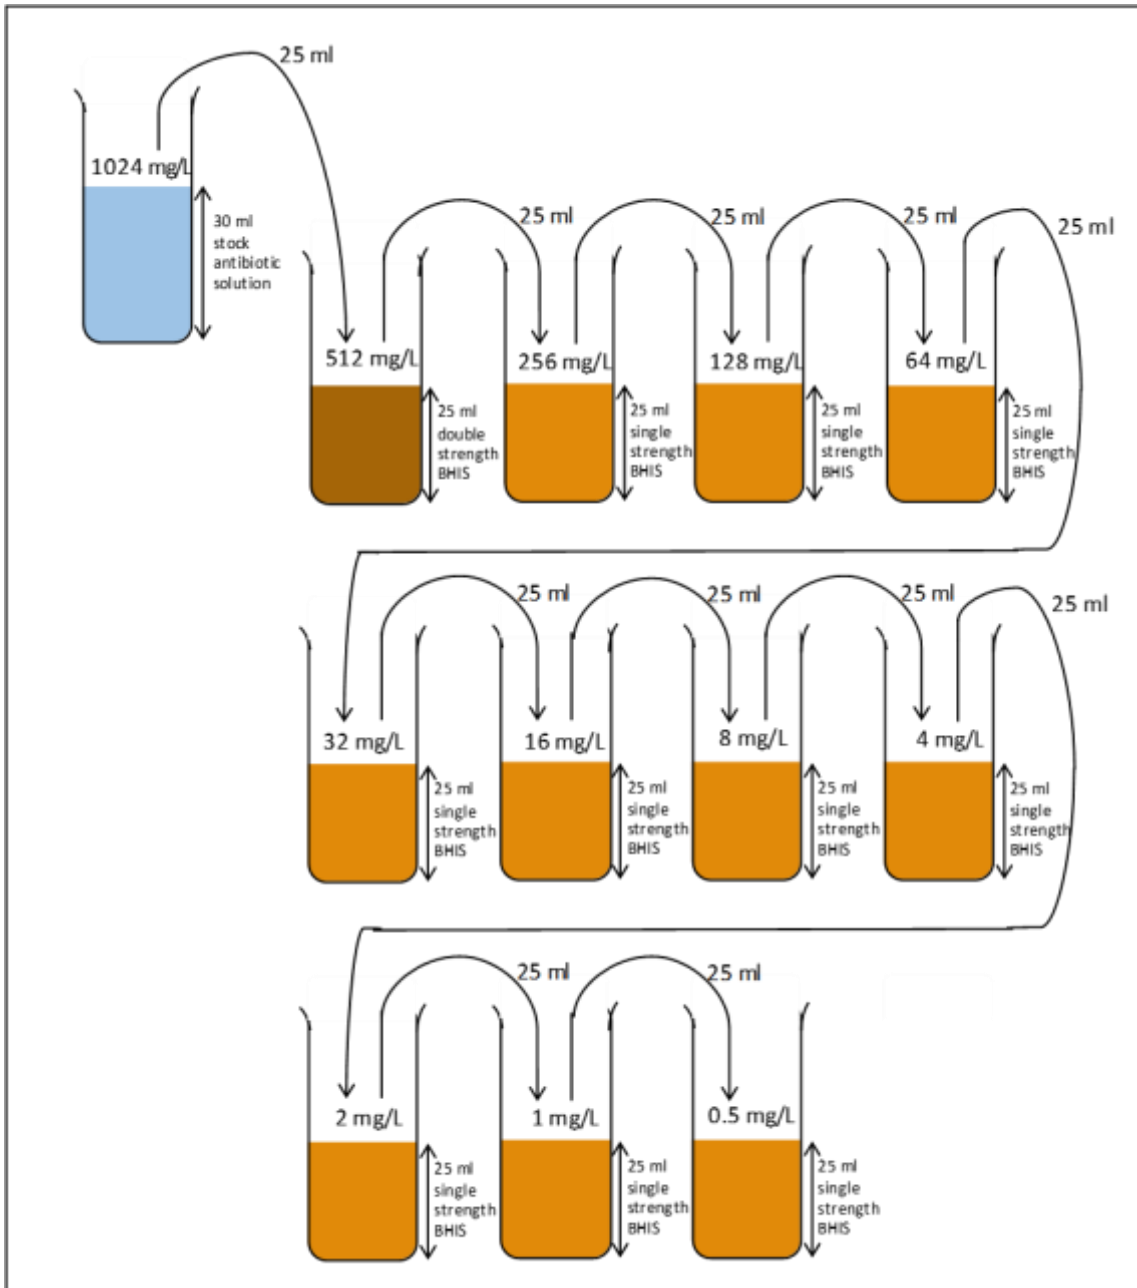 25 ml
1024 mg/L
30 ml
stock
antibiotic
solution
25 ml
25 ml
25 ml
25 ml
512 mg/L
256 mg/L
128 mg/L
64 mg/L
25 ml
double
strength
BHIS
25 ml
single
strength
BHIS
25 ml
single
strength
BHIS
25 ml
single
strength
BHIS
25 ml
25 ml
25 ml
25 ml
32 mg/L
16 mg/L
8 mg/L
4 mg/L
25 ml
single
strength
BHIS
25 ml
single
strength
BHIS
25 ml
single
strength
BHIS
25 ml
single
strength
BHIS
25 ml
25 ml
2 mg/L
1 mg/L
0.5 mg/L
25 ml
single
strength
BHIS
25 ml
single
strength
BHIS
25 ml
single
strength
BHIS